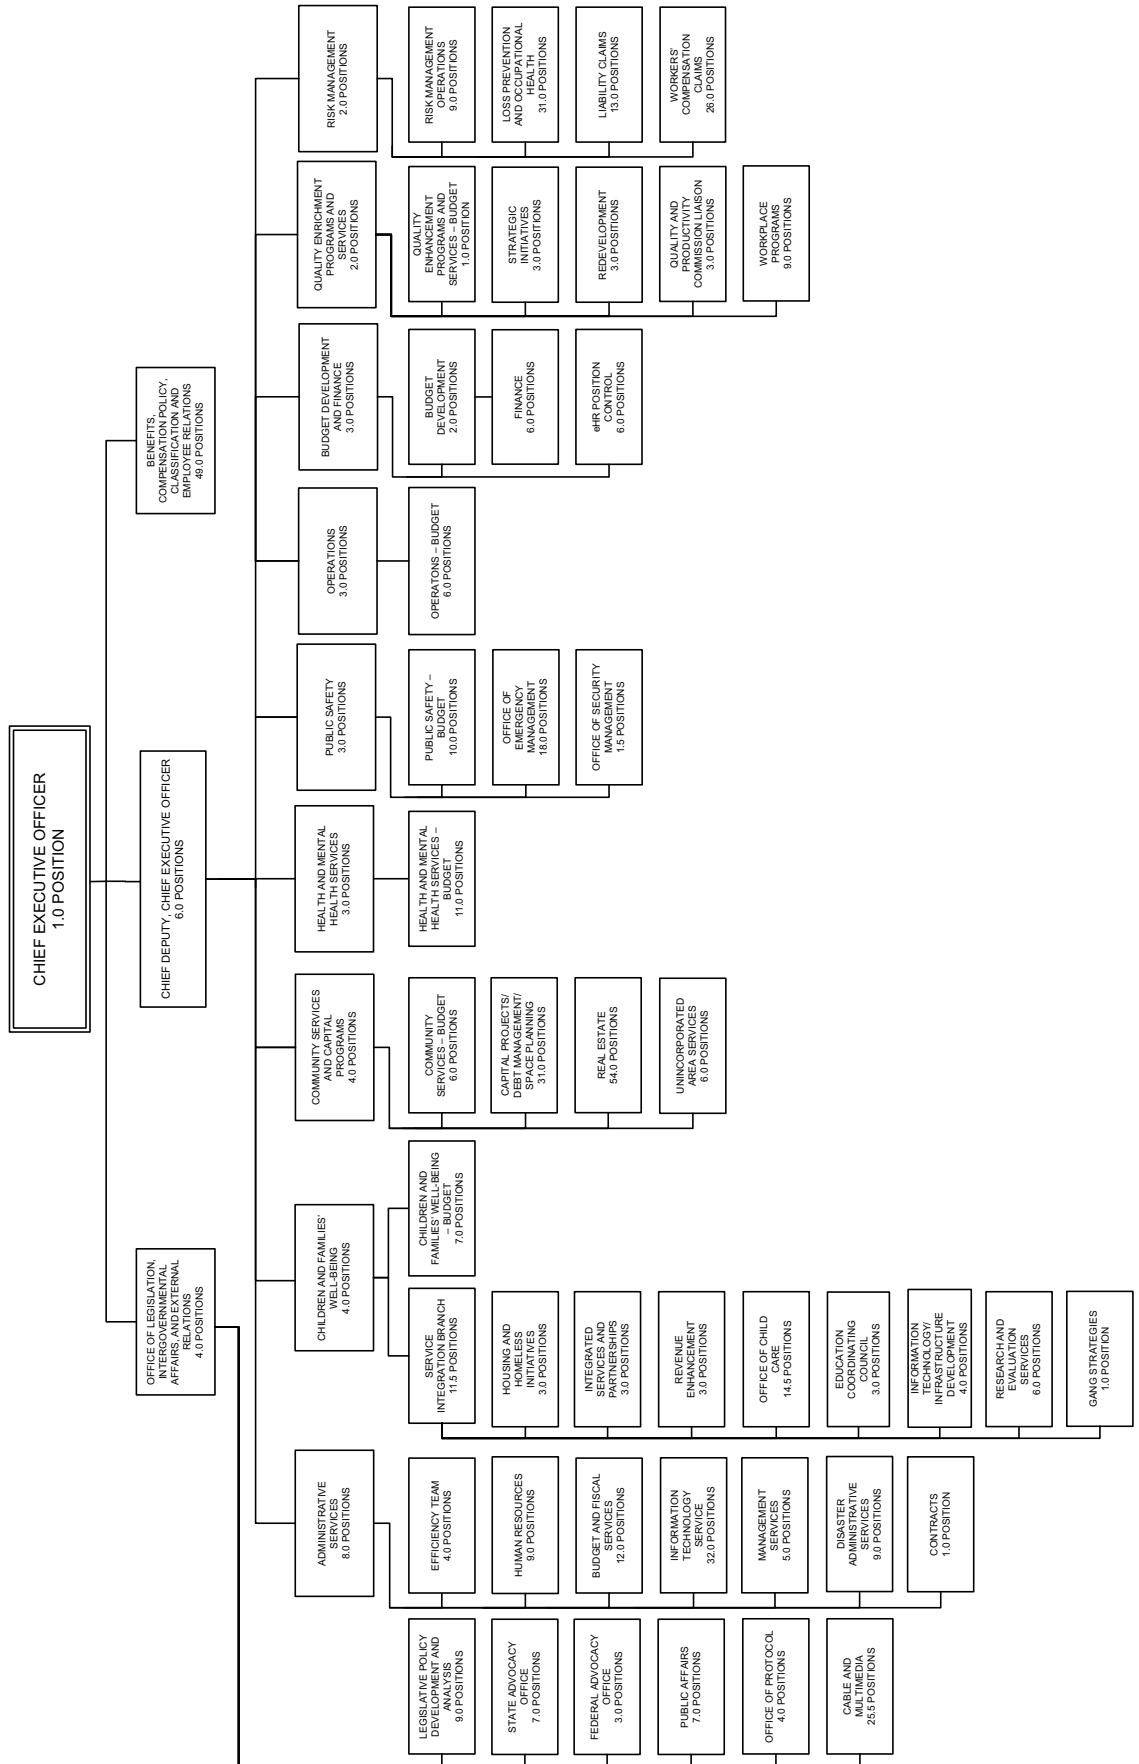 CHIEF EXECUTIVE OFFICER
1.0 POSITION
OFFICE OF LEGISLATION,
INTERGOVERNMENTAL
AFFAIRS, AND EXTERNAL
RELATIONS
4.0 POSITIONS
CHIEF DEPUTY, CHIEF EXECUTIVE OFFICER
6.0 POSITIONS
BENEFITS,
COMPENSATION POLICY,
CLASSIFICATION AND
EMPLOYEE RELATIONS
49.0 POSITIONS
LEGISLATIVE POLICY
DEVELOPMENT AND
ANALYSIS
9.0 POSITIONS
STATE ADVOCACY
OFFICE
7.0 POSITIONS
FEDERAL ADVOCACY
OFFICE
3.0 POSITIONS
PUBLIC AFFAIRS
7.0 POSITIONS
OFFICE OF PROTOCOL
4.0 POSITIONS
CABLE AND
MULTIMEDIA
25.5 POSITIONS
ADMINISTRATIVE
SERVICES
8.0 POSITIONS
EFFICIENCY TEAM
4.0 POSITIONS
HUMAN RESOURCES
9.0 POSITIONS
BUDGET AND FISCAL
SERVICES
12.0 POSITIONS
INFORMATION
TECHNOLOGY
SERVICE
32.0 POSITIONS
MANAGEMENT
SERVICES
5.0 POSITIONS
DISASTER
ADMINISTRATIVE
SERVICES
9.0 POSITIONS
CONTRACTS
1.0 POSITION
CHILDREN AND FAMILIES'
WELL-BEING
4.0 POSITIONS
SERVICE
INTEGRATION BRANCH
11.5 POSITIONS
HOUSING AND
HOMELESS
INITIATIVES
3.0 POSITIONS
INTEGRATED
SERVICES AND
PARTNERSHIPS
3.0 POSITIONS
REVENUE
ENHANCEMENT
3.0 POSITIONS
OFFICE OF CHILD
CARE
14.5 POSITIONS
EDUCATION
COORDINATING
COUNCIL
3.0 POSITIONS
INFORMATION
TECHNOLOGY/
INFRASTRUCTURE
DEVELOPMENT
4.0 POSITIONS
RESEARCH AND
EVALUATION
SERVICES
6.0 POSITIONS
GANG STRATEGIES
1.0 POSITION
CHILDREN AND
FAMILIES' WELL-BEING
– BUDGET
7.0 POSITIONS
COMMUNITY SERVICES
AND CAPITAL
PROGRAMS
4.0 POSITIONS
COMMUNITY
SERVICES – BUDGET
6.0 POSITIONS
CAPITAL PROJECTS/
DEBT MANAGEMENT/
SPACE PLANNING
31.0 POSITIONS
REAL ESTATE
54.0 POSITIONS
UNINCORPORATED
AREA SERVICES
6.0 POSITIONS
HEALTH AND MENTAL
HEALTH SERVICES
3.0 POSITIONS
HEALTH AND MENTAL
HEALTH SERVICES –
BUDGET
11.0 POSITIONS
PUBLIC SAFETY
3.0 POSITIONS
PUBLIC SAFETY –
BUDGET
10.0 POSITIONS
OFFICE OF
EMERGENCY
MANAGEMENT
18.0 POSITIONS
OFFICE OF SECURITY
MANAGEMENT
1.5 POSITIONS
OPERATIONS
3.0 POSITIONS
OPERATONS – BUDGET
6.0 POSITIONS
BUDGET DEVELOPMENT
AND FINANCE
3.0 POSITIONS
BUDGET
DEVELOPMENT
2.0 POSITIONS
FINANCE
6.0 POSITIONS
eHR POSITION
CONTROL
6.0 POSITIONS
QUALITY ENRICHMENT
PROGRAMS AND
SERVICES
2.0 POSITIONS
QUALITY
ENHANCEMENT
PROGRAMS AND
SERVICES – BUDGET
1.0 POSITION
STRATEGIC
INITIATIVES
3.0 POSITIONS
REDEVELOPMENT
3.0 POSITIONS
QUALITY AND
PRODUCTIVITY
COMMISSION LIAISON
3.0 POSITIONS
WORKPLACE
PROGRAMS
9.0 POSITIONS
RISK MANAGEMENT
2.0 POSITIONS
RISK MANAGEMENT
OPERATIONS
9.0 POSITIONS
LOSS PREVENTION
AND OCCUPATIONAL
HEALTH
31.0 POSITIONS
LIABILITY CLAIMS
13.0 POSITIONS
WORKERS'
COMPENSATION
CLAIMS
26.0 POSITIONS